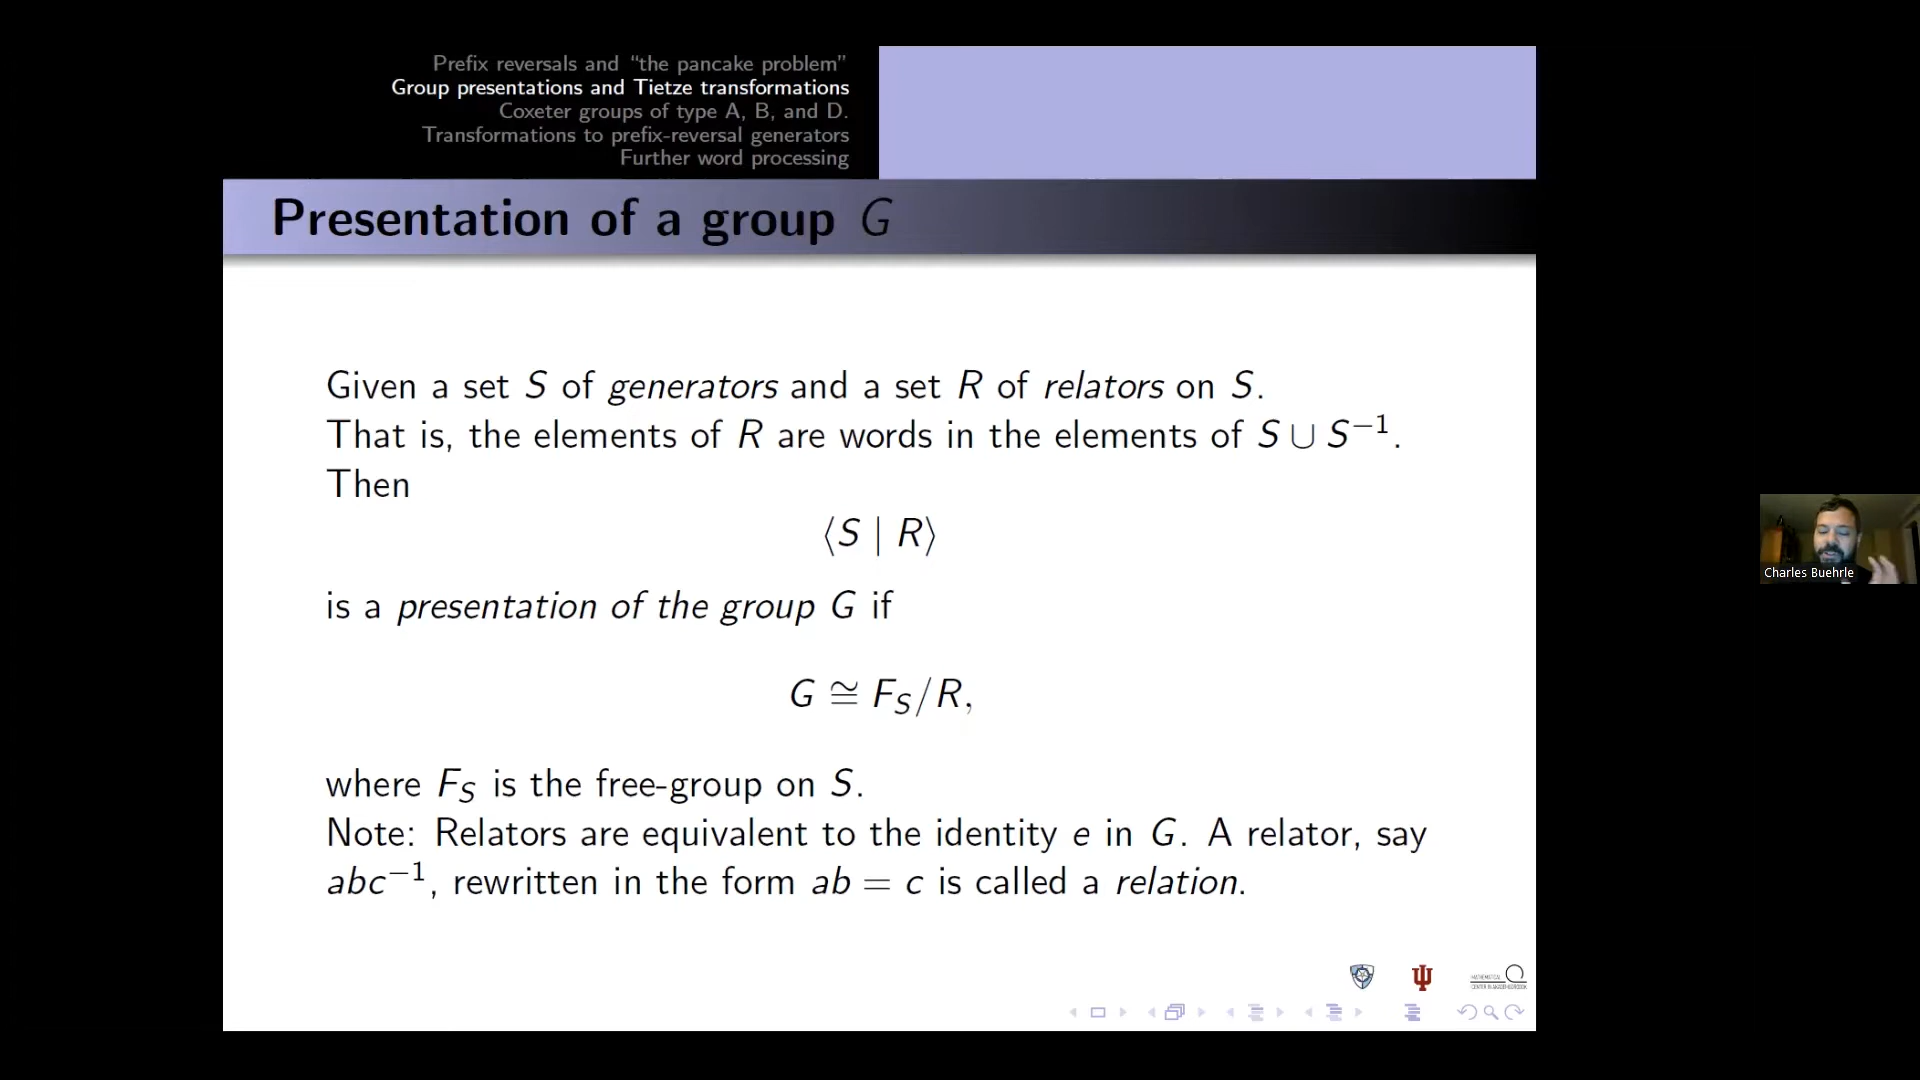 Prefix reversals and “the pancake problem”
Group presentations and Tietze transformations
Coxeter groups of type A, B, and D.
Transformations to prefix-reversal generators
Further word processing
Presentation of a group G
Given a set S of generators and a set R of relators on S.
That is, the elements of R are words in the elements of S ∪ S⁻¹.
Then
⟨S | R⟩
is a presentation of the group G if
G ≅ F_S/R,
where F_S is the free-group on S.
Note: Relators are equivalent to the identity e in G. A relator, say
abc⁻¹, rewritten in the form ab = c is called a relation.
Charles Buehrle